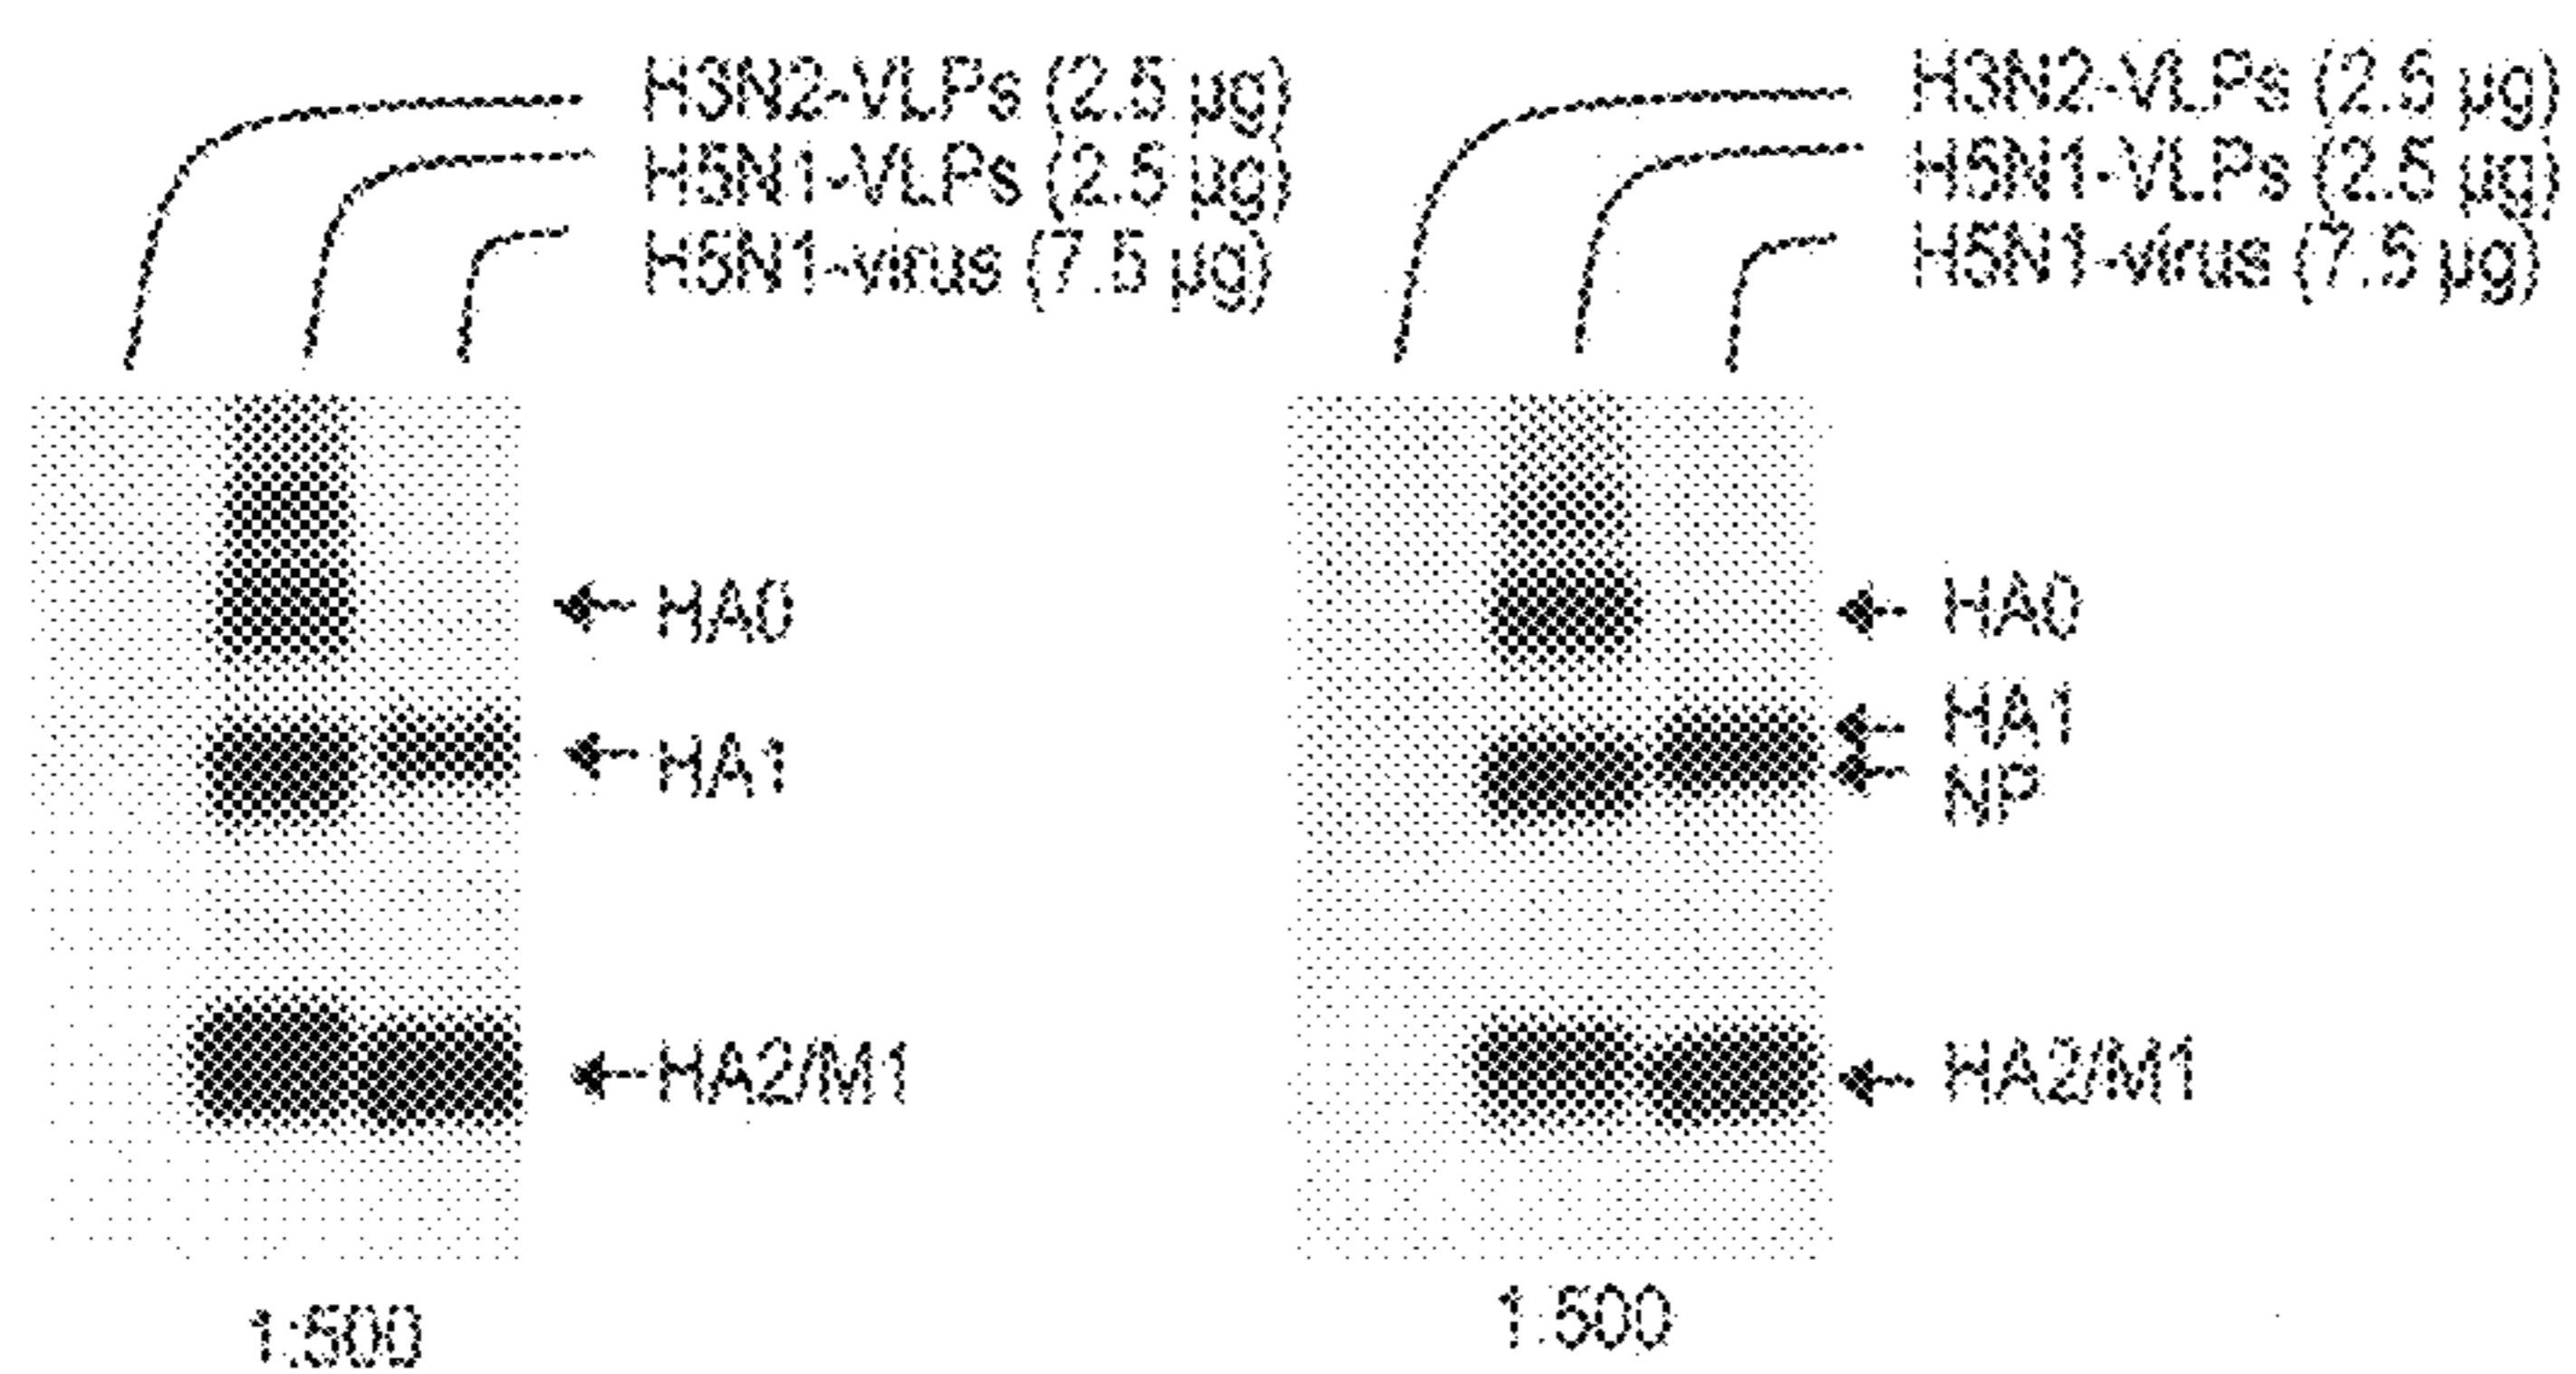 H3N2-VLPs (2.5 µg)
H5N1-VLPs (2.5 µg)
H5N1-virus (7.5 µg)
HA0
HA1
HA2/M1
1:500
H3N2-VLPs (2.5 µg)
H5N1-VLPs (2.5 µg)
H5N1-virus (7.5 µg)
HA0
HA1
NP
HA2/M1
1:500